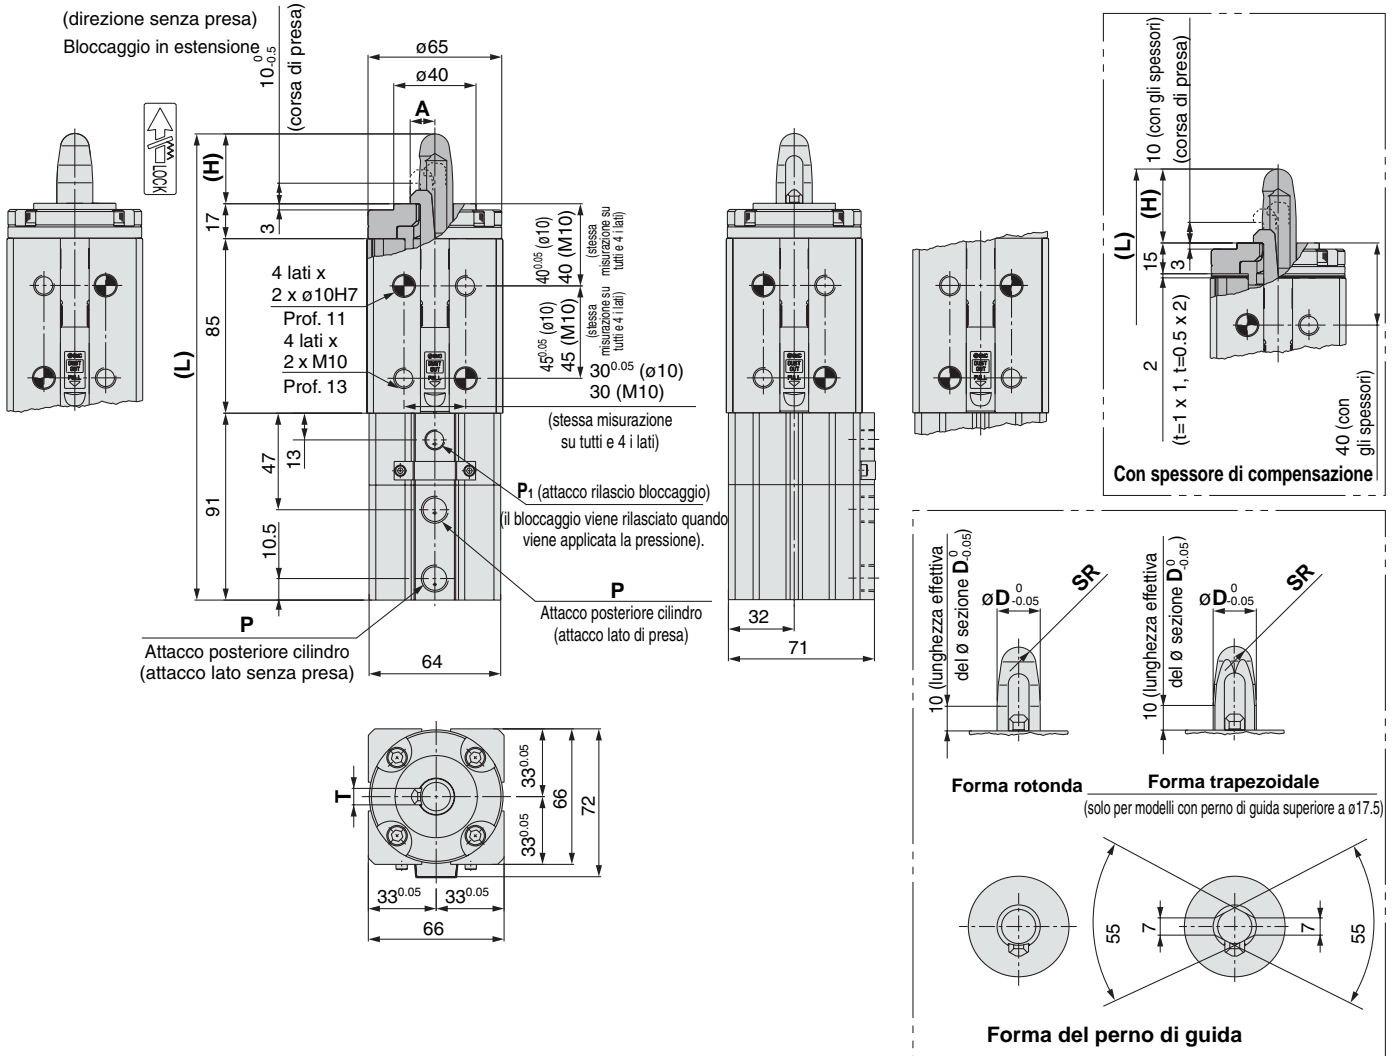 (direzione senza presa)
Bloccaggio in estensione
10 0 -0.5
(corsa di presa)
ø65
ø40
A
LOCK
(L)
(H)
17
3
85
91
4 lati x
2 x ø10H7
Prof. 11
4 lati x
2 x M10
Prof. 13
40 0.05 (ø10)
40 (M10)
(stessa
misurazione su
tutti e 4 i lati)
45 0.05 (ø10)
45 (M10)
(stessa
misurazione su
tutti e 4 i lati)
30 0.05 (ø10)
30 (M10)
(stessa misurazione
su tutti e 4 i lati)
SMC
DUST
OUT
PULL
47
13
10.5
P1 (attacco rilascio bloccaggio)
(il bloccaggio viene rilasciato quando
viene applicata la pressione).
P
Attacco posteriore cilindro
(attacco lato di presa)
P
Attacco posteriore cilindro
(attacco lato senza presa)
64
32
71
T
33 0.05
33 0.05
66
72
33 0.05
33 0.05
66
10 (con gli spessori)
(corsa di presa)
(L)
(H)
15
3
2
(t=1 x 1, t=0.5 x 2)
40 (con
gli spessori)
Con spessore di compensazione
10 (lunghezza effettiva
del ø sezione D 0 -0.05)
øD 0 -0.05
SR
10 (lunghezza effettiva
del ø sezione D 0 -0.05)
øD 0 -0.05
SR
Forma rotonda
Forma trapezoidale
(solo per modelli con perno di guida superiore a ø17.5)
55
7
7
55
Forma del perno di guida